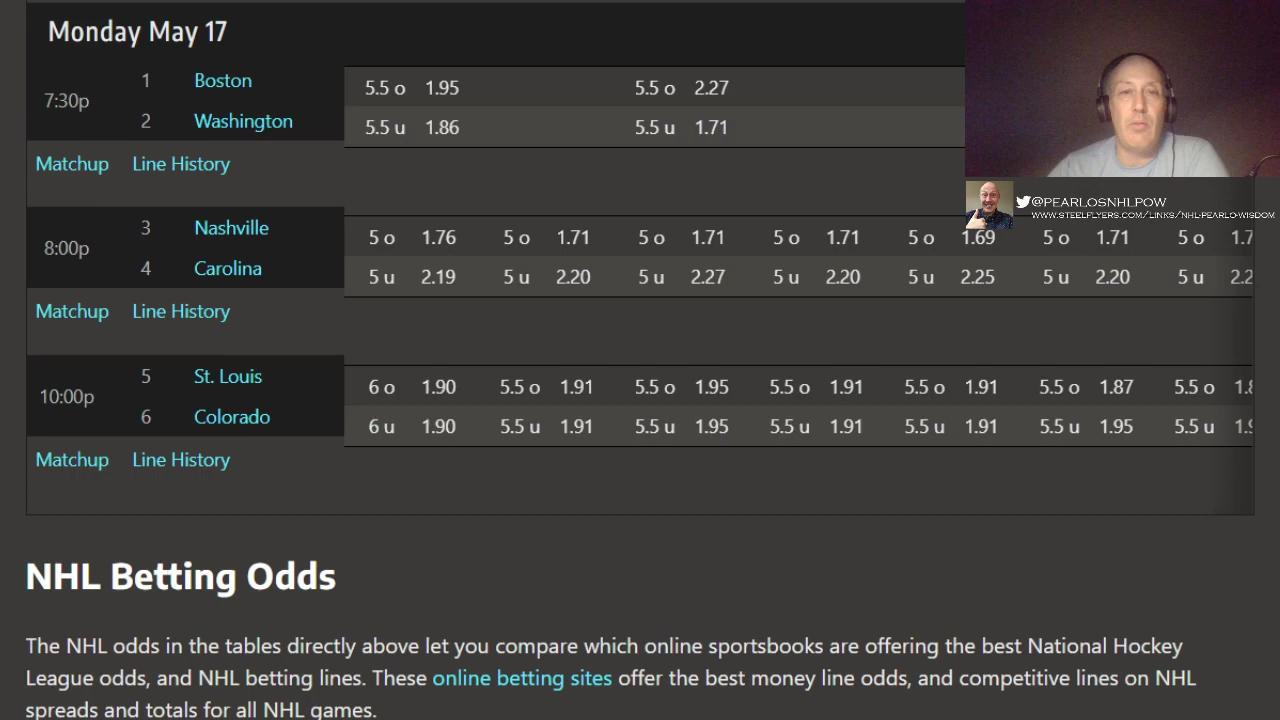 Monday May 17
7:30p 1 Boston 5.5 o 1.95 5.5 o 2.27
2 Washington 5.5 u 1.86 5.5 u 1.71
Matchup Line History
@PEARLOSNHLPOW
WWW.STEELFLYERS.COM/LINKS/NHL-PEARLO-WISDOM
8:00p 3 Nashville 5 o 1.76 5 o 1.71 5 o 1.71 5 o 1.71 5 o 1.69 5 o 1.71 5 o 1.7
4 Carolina 5 u 2.19 5 u 2.20 5 u 2.27 5 u 2.20 5 u 2.25 5 u 2.20 5 u 2.2
Matchup Line History
10:00p 5 St. Louis 6 o 1.90 5.5 o 1.91 5.5 o 1.95 5.5 o 1.91 5.5 o 1.91 5.5 o 1.87 5.5 o 1.8
6 Colorado 6 u 1.90 5.5 u 1.91 5.5 u 1.95 5.5 u 1.91 5.5 u 1.91 5.5 u 1.95 5.5 u 1.9
Matchup Line History
NHL Betting Odds
The NHL odds in the tables directly above let you compare which online sportsbooks are offering the best National Hockey
League odds, and NHL betting lines. These online betting sites offer the best money line odds, and competitive lines on NHL
spreads and totals for all NHL games.